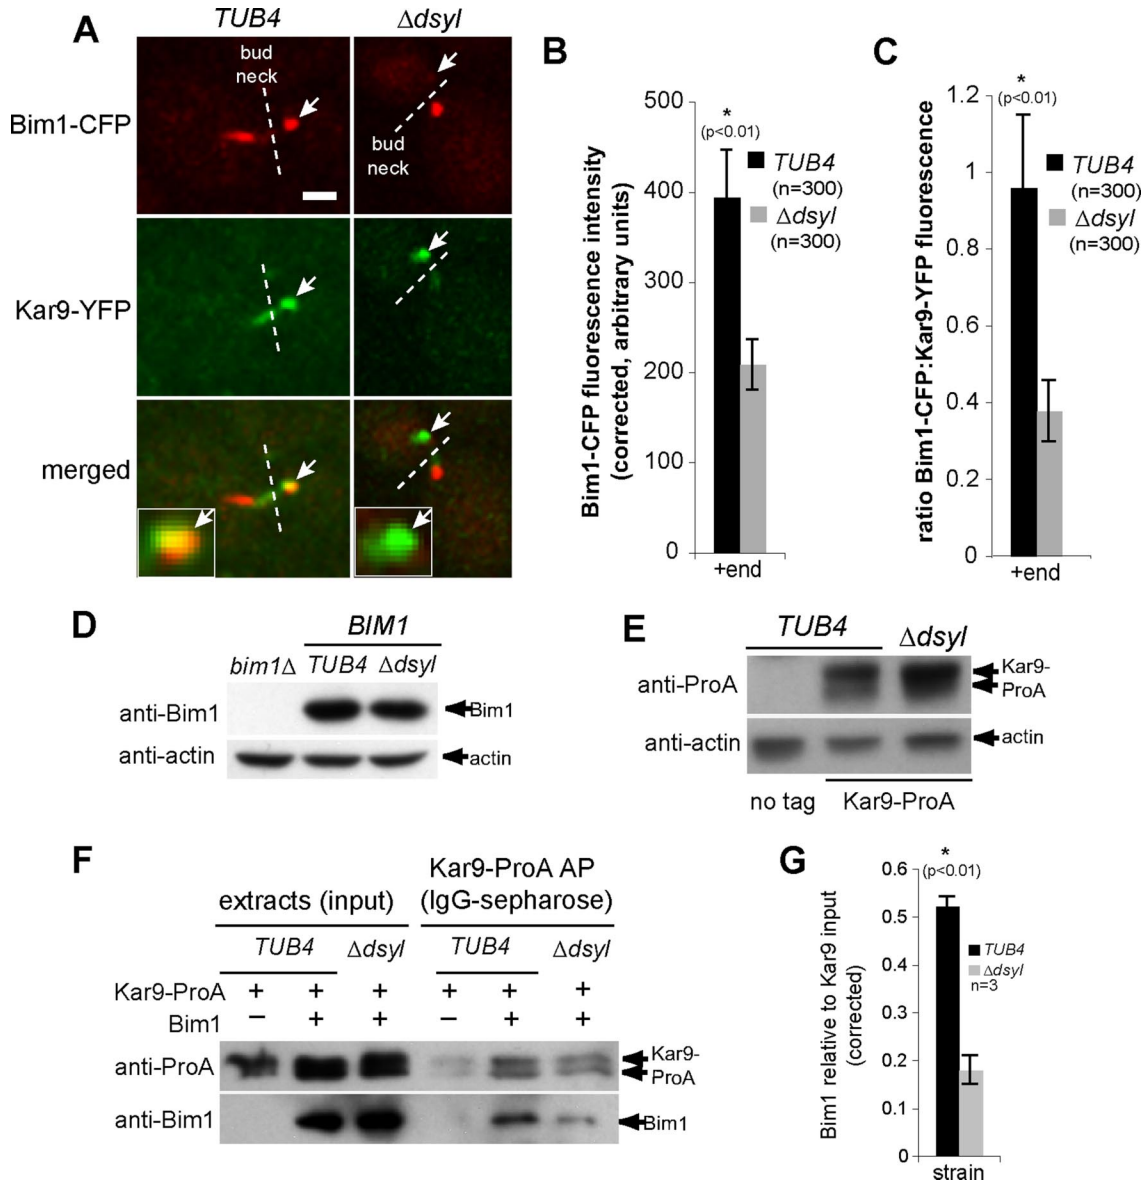 A
TUB4
Δdsyl
Bim1-CFP
bud
neck
bud
neck
Kar9-YFP
merged
B
Bim1-CFP fluorescence intensity
(corrected, arbitrary units)
500
400
300
200
100
0
*
(p<0.01)
TUB4
(n=300)
Δdsyl
(n=300)
+end
C
ratio Bim1-CFP:Kar9-YFP fluorescence
1.2
1
0.8
0.6
0.4
0.2
0
*
(p<0.01)
TUB4
(n=300)
Δdsyl
(n=300)
+end
D
BIM1
bim1Δ TUB4 Δdsyl
anti-Bim1
Bim1
anti-actin
actin
E
TUB4 Δdsyl
anti-ProA
Kar9-
ProA
anti-actin
actin
no tag Kar9-ProA
F
extracts (input)
Kar9-ProA AP
(IgG-sepharose)
TUB4 Δdsyl TUB4 Δdsyl
Kar9-ProA + + + + + +
Bim1 − + + − + +
anti-ProA
Kar9-
ProA
anti-Bim1
Bim1
G
Bim1 relative to Kar9 input
(corrected)
0.6
0.5
0.4
0.3
0.2
0.1
0
*
(p<0.01)
TUB4
Δdsyl
n=3
strain